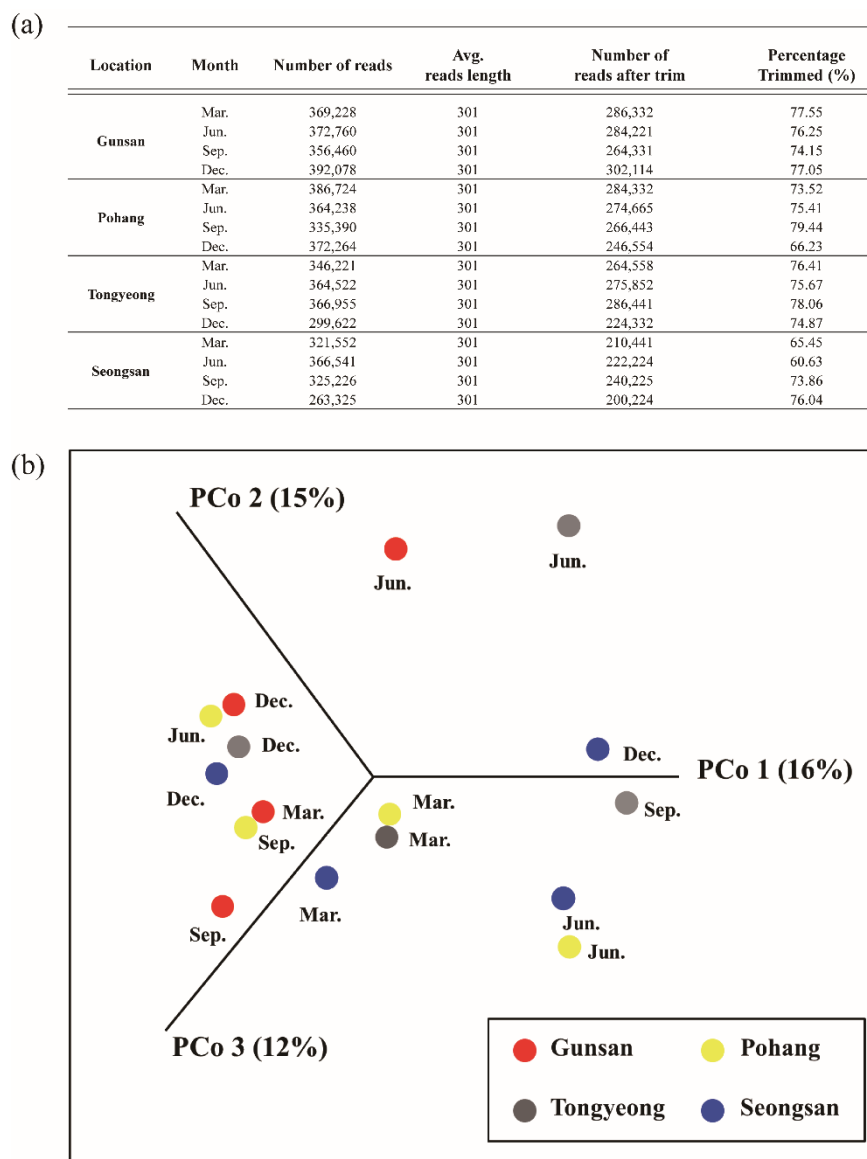 (a)
Location Month Number of reads Avg. reads length Number of reads after trim Percentage Trimmed (%)
Gunsan
Mar. 369,228 301 286,332 77.55
Jun. 372,760 301 284,221 76.25
Sep. 356,460 301 264,331 74.15
Dec. 392,078 301 302,114 77.05
Pohang
Mar. 386,724 301 284,332 73.52
Jun. 364,238 301 274,665 75.41
Sep. 335,390 301 266,443 79.44
Dec. 372,264 301 246,554 66.23
Tongyeong
Mar. 346,221 301 264,558 76.41
Jun. 364,522 301 275,852 75.67
Sep. 366,955 301 286,441 78.06
Dec. 299,622 301 224,332 74.87
Seongsan
Mar. 321,552 301 210,441 65.45
Jun. 366,541 301 222,224 60.63
Sep. 325,226 301 240,225 73.86
Dec. 263,325 301 200,224 76.04
(b)
PCo 2 (15%)
Jun.
Jun.
Dec.
Jun.
Dec.
Dec.
Dec.
PCo 1 (16%)
Mar.
Mar.
Sep.
Sep.
Mar.
Mar.
Sep.
Jun.
Jun.
PCo 3 (12%)
Gunsan
Pohang
Tongyeong
Seongsan